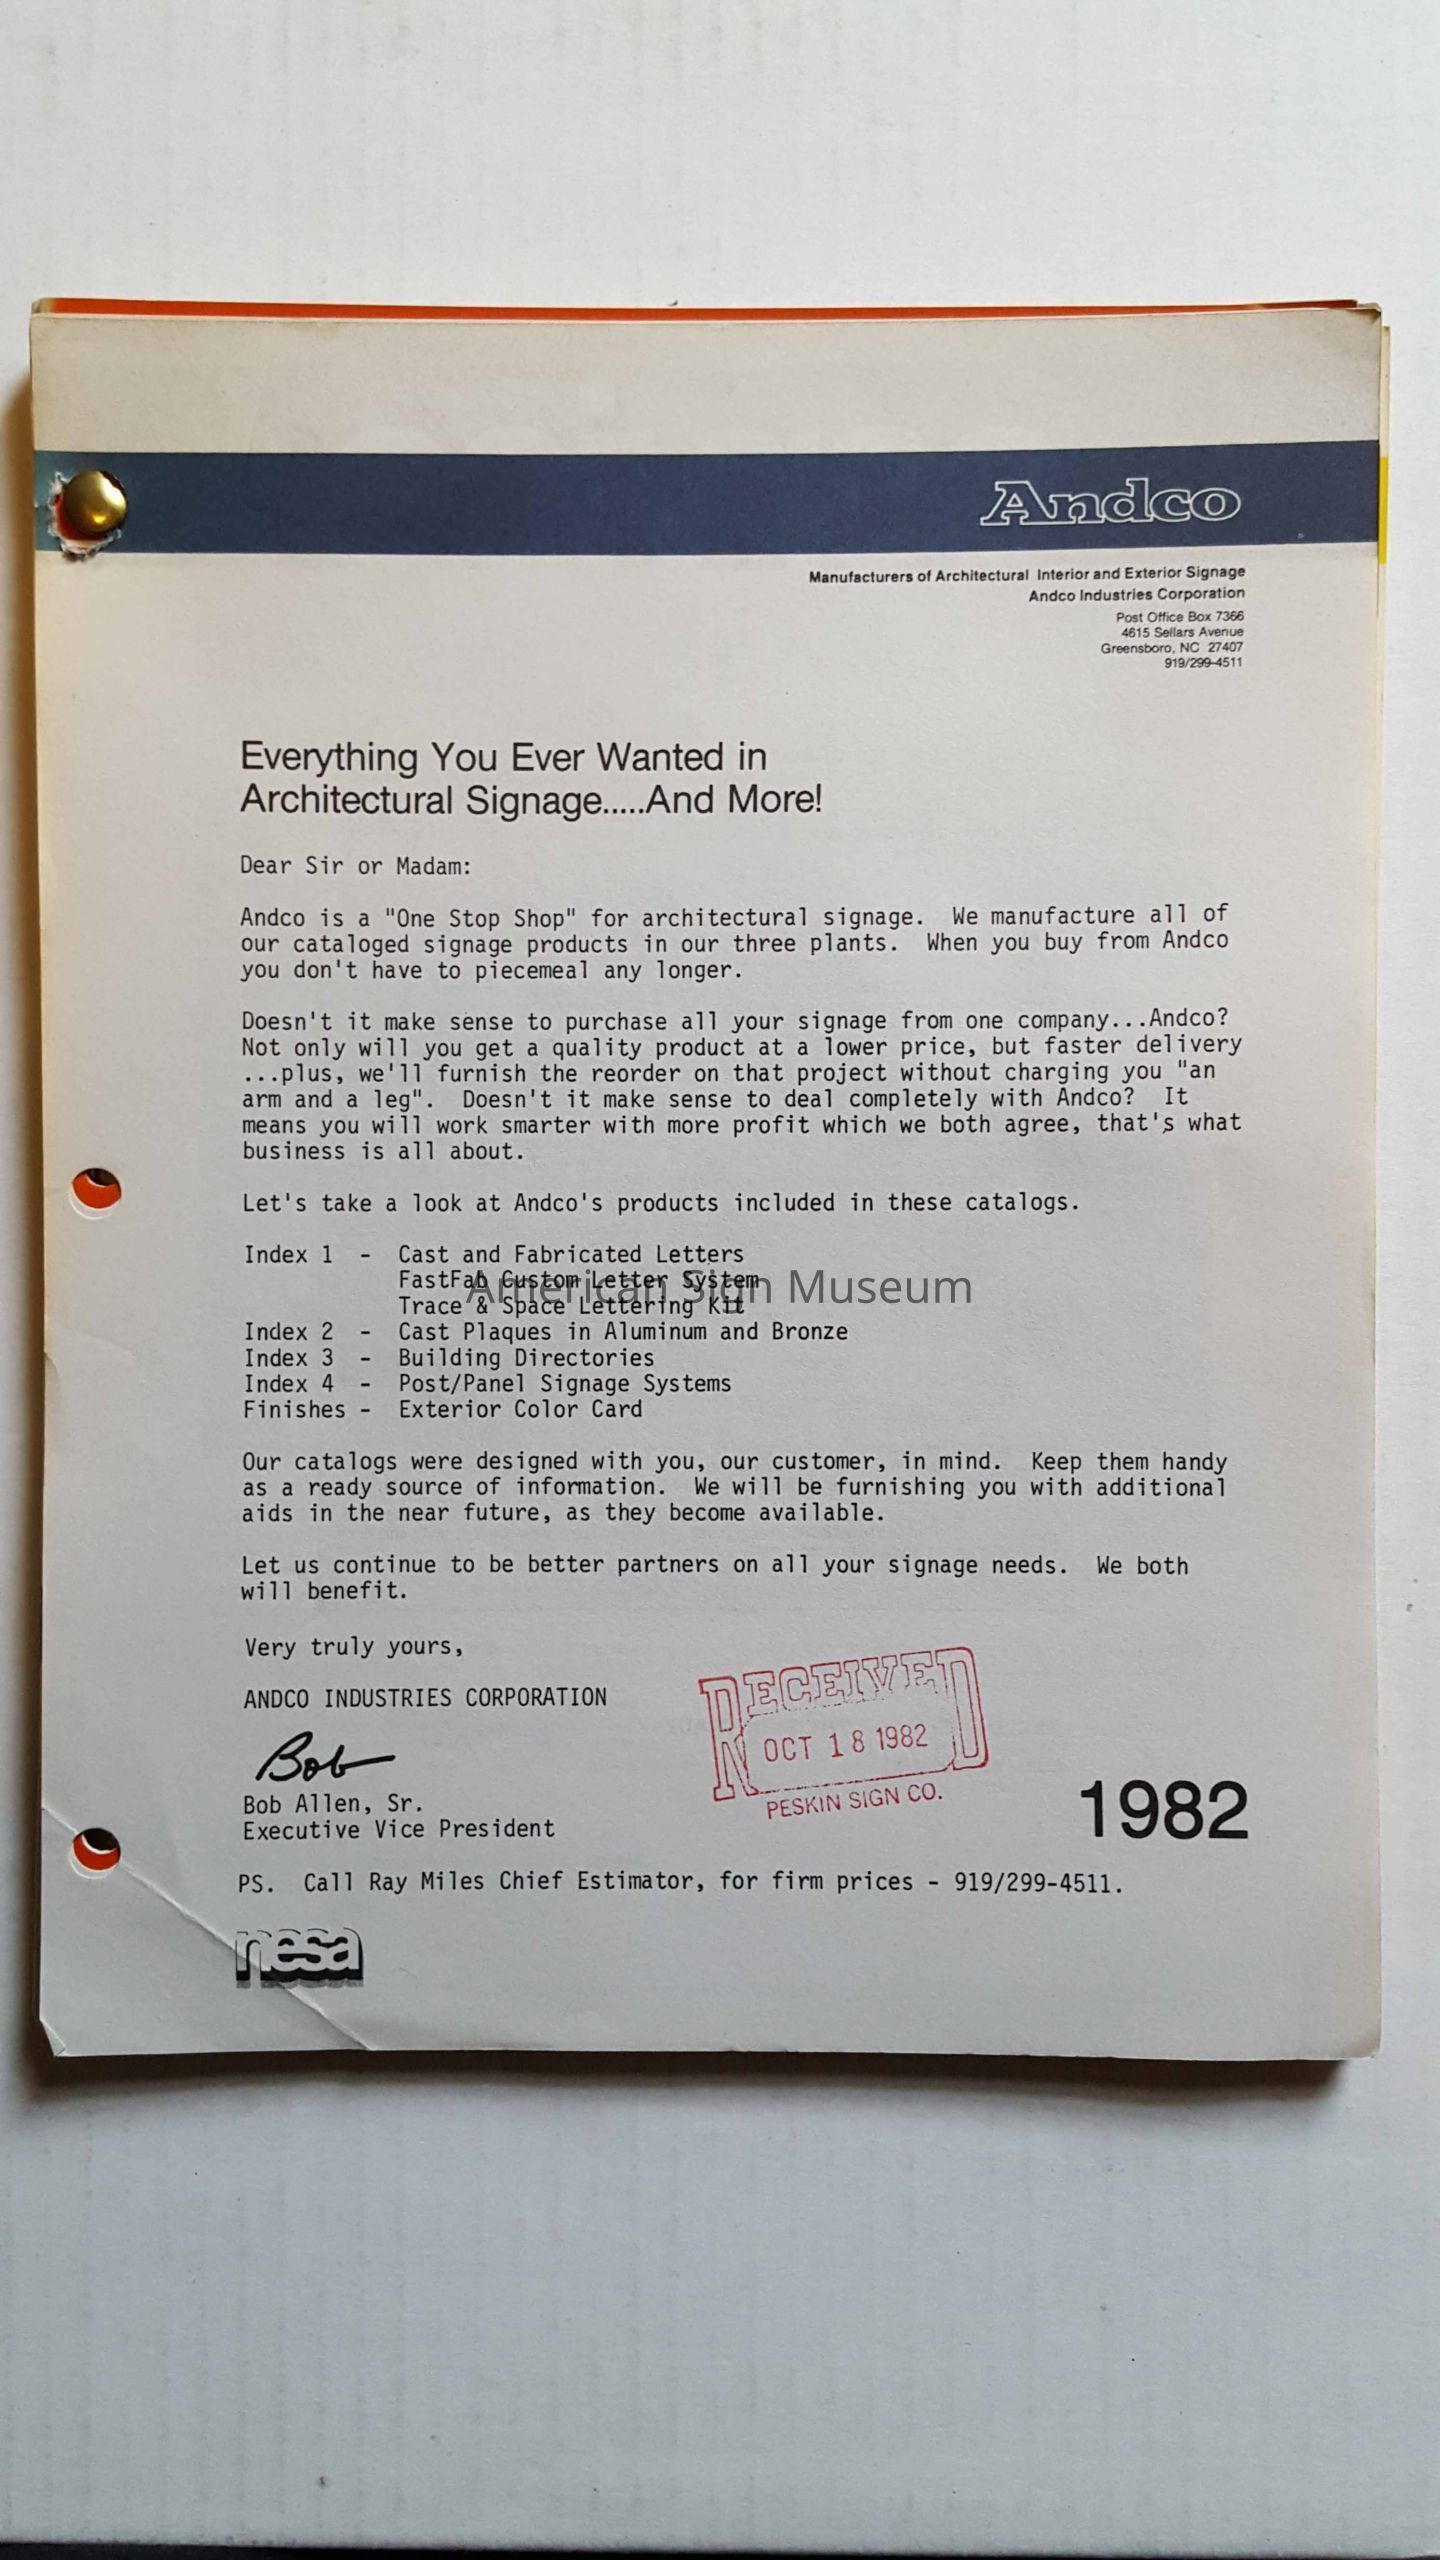 Andco
Manufacturers of Architectural Interior and Exterior Signage
Andco Industries Corporation
Post Office Box 7366
4615 Sellars Avenue
Greensboro, NC 27407
919/299-4511
Everything You Ever Wanted in
Architectural Signage.....And More!
Dear Sir or Madam:
Andco is a "One Stop Shop" for architectural signage. We manufacture all of
our cataloged signage products in our three plants. When you buy from Andco
you don't have to piecemeal any longer.
Doesn't it make sense to purchase all your signage from one company...Andco?
Not only will you get a quality product at a lower price, but faster delivery
...plus, we'll furnish the reorder on that project without charging you "an
arm and a leg". Doesn't it make sense to deal completely with Andco? It
means you will work smarter with more profit which we both agree, that's what
business is all about.
Let's take a look at Andco's products included in these catalogs.
Index 1 - Cast and Fabricated Letters
FastFab Custom Letter System
American Sign Museum
Trace & Space Lettering Kit
Index 2 - Cast Plaques in Aluminum and Bronze
Index 3 - Building Directories
Index 4 - Post/Panel Signage Systems
Finishes - Exterior Color Card
Our catalogs were designed with you, our customer, in mind. Keep them handy
as a ready source of information. We will be furnishing you with additional
aids in the near future, as they become available.
Let us continue to be better partners on all your signage needs. We both
will benefit.
Very truly yours,
ANDCO INDUSTRIES CORPORATION
Bob
Bob Allen, Sr.
Executive Vice President
RECEIVED
OCT 18 1982
PESKIN SIGN CO.
1982
PS. Call Ray Miles Chief Estimator, for firm prices - 919/299-4511.
nesa